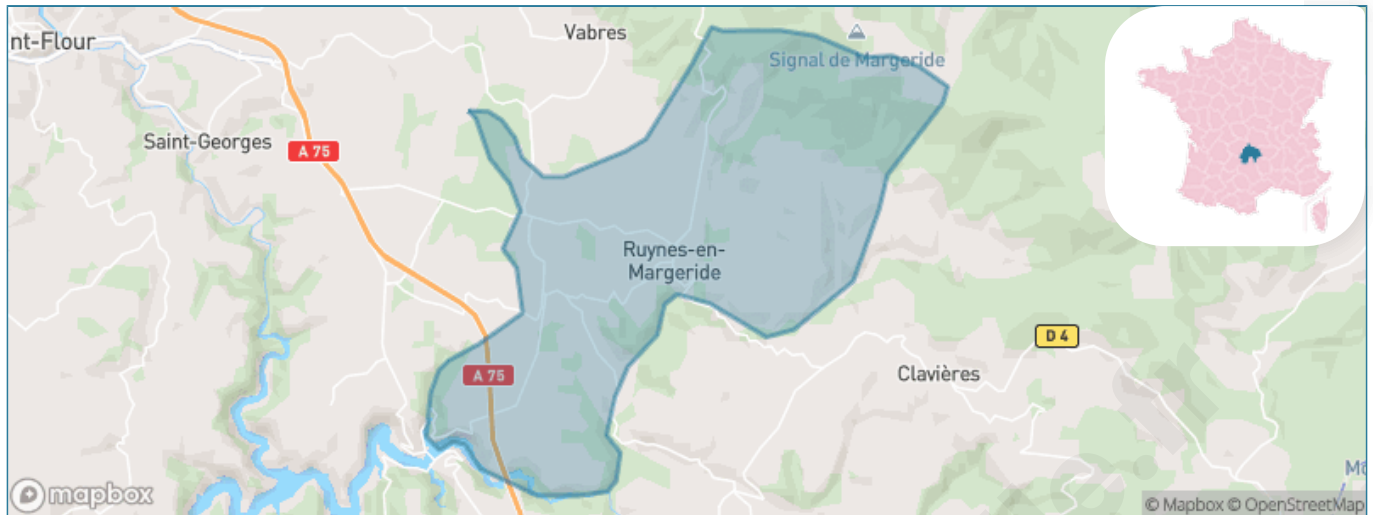 nt-Flour
Vabres
Signal de Margeride
Saint-Georges
A 75
Ruynes-en-
Margeride
D 4
A 75
Clavières
mapbox
© Mapbox © OpenStreetMap